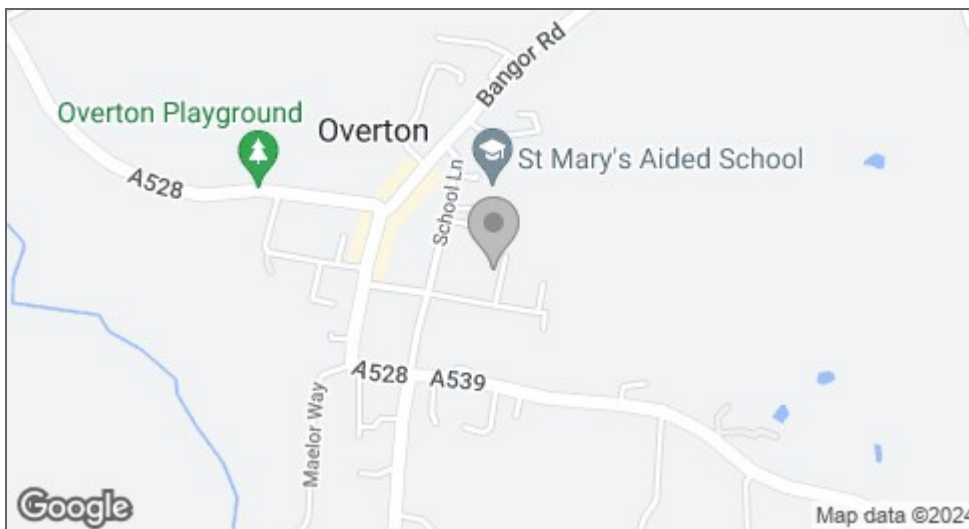 Bangor Rd
Overton Playground
Overton
St Mary's Aided School
A528
School Ln
A528
A539
Maelor Way
Google
Map data ©2024